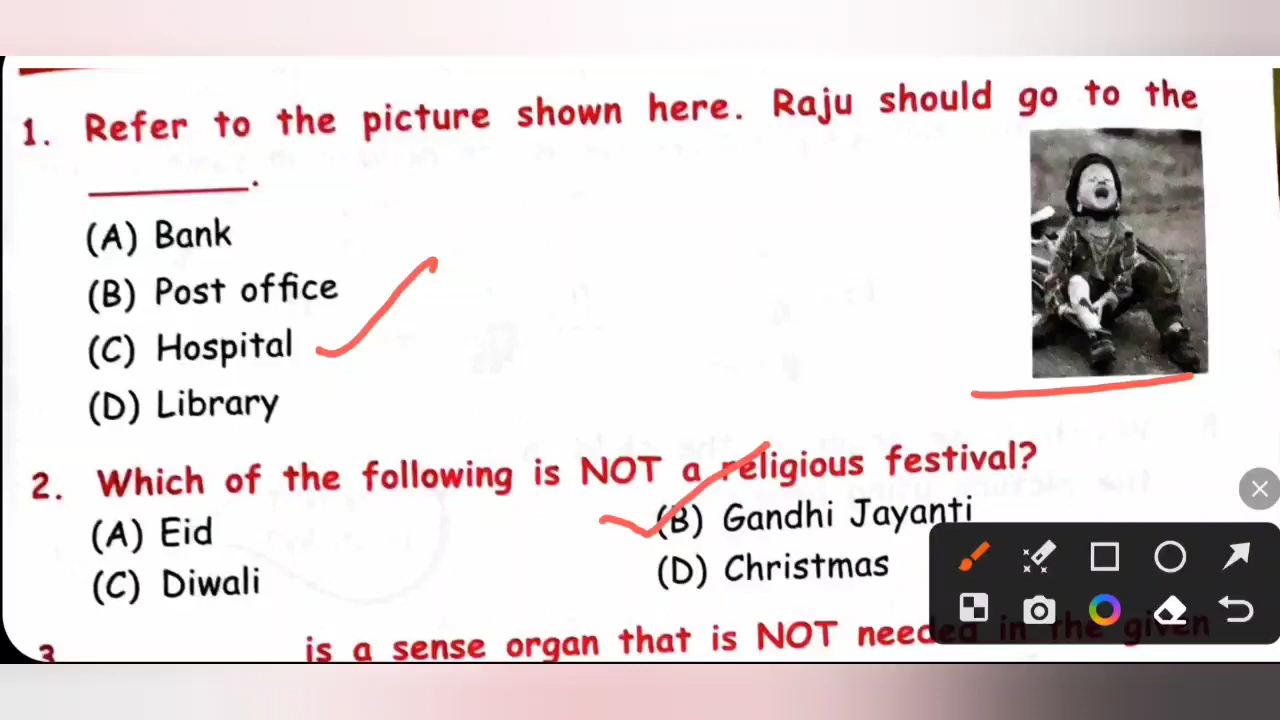 1. Refer to the picture shown here. Raju should go to the
________.
(A) Bank
(B) Post office
(C) Hospital
(D) Library
2. Which of the following is NOT a religious festival?
(A) Eid
(B) Gandhi Jayanti
(C) Diwali
(D) Christmas
3 is a sense organ that is NOT needed in the given